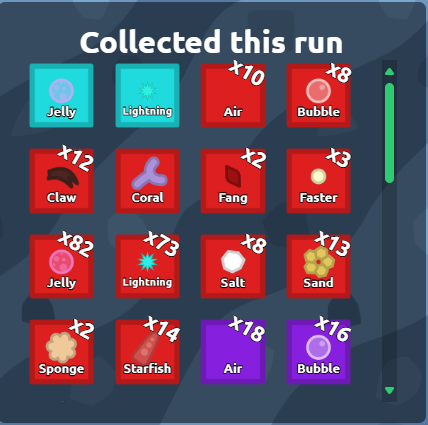 Collected this run
Jelly
Lightning
x10
Air
x8
Bubble
x12
Claw
Coral
x2
Fang
x3
Faster
x82
Jelly
x73
Lightning
x8
Salt
x13
Sand
x2
Sponge
x14
Starfish
x18
Air
x16
Bubble